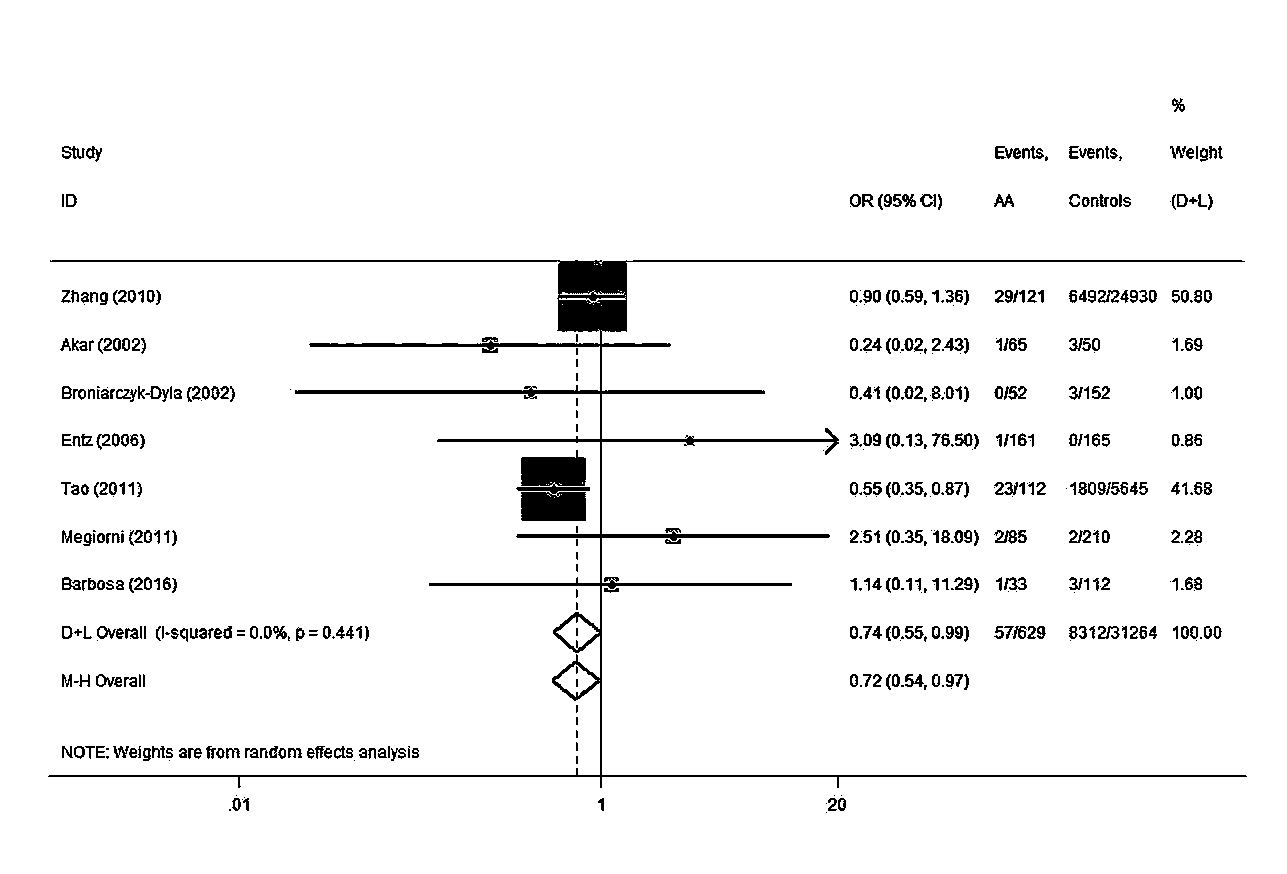 %
Study Events, Events, Weight
ID OR (95% CI) AA Controls (D+L)
Zhang (2010) 0.90 (0.59, 1.36) 29/121 6492/24930 50.80
Akar (2002) 0.24 (0.02, 2.43) 1/65 3/50 1.69
Broniarczyk-Dyla (2002) 0.41 (0.02, 8.01) 0/52 3/152 1.00
Entz (2006) 3.09 (0.13, 76.50) 1/161 0/165 0.86
Tao (2011) 0.55 (0.35, 0.87) 23/112 1809/5645 41.68
Megiorni (2011) 2.51 (0.35, 18.09) 2/85 2/210 2.28
Barbosa (2016) 1.14 (0.11, 11.29) 1/33 3/112 1.68
D+L Overall (I-squared = 0.0%, p = 0.441) 0.74 (0.55, 0.99) 57/629 8312/31264 100.00
M-H Overall 0.72 (0.54, 0.97)
NOTE: Weights are from random effects analysis
.01 1 20